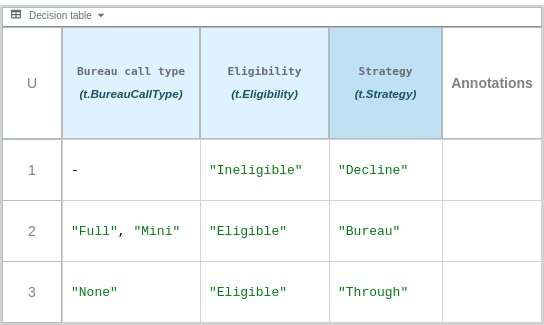 Decision table
U Bureau call type Eligibility Strategy Annotations
(t.BureauCallType) (t.Eligibility) (t.Strategy)
1 - "Ineligible" "Decline"
2 "Full", "Mini" "Eligible" "Bureau"
3 "None" "Eligible" "Through"